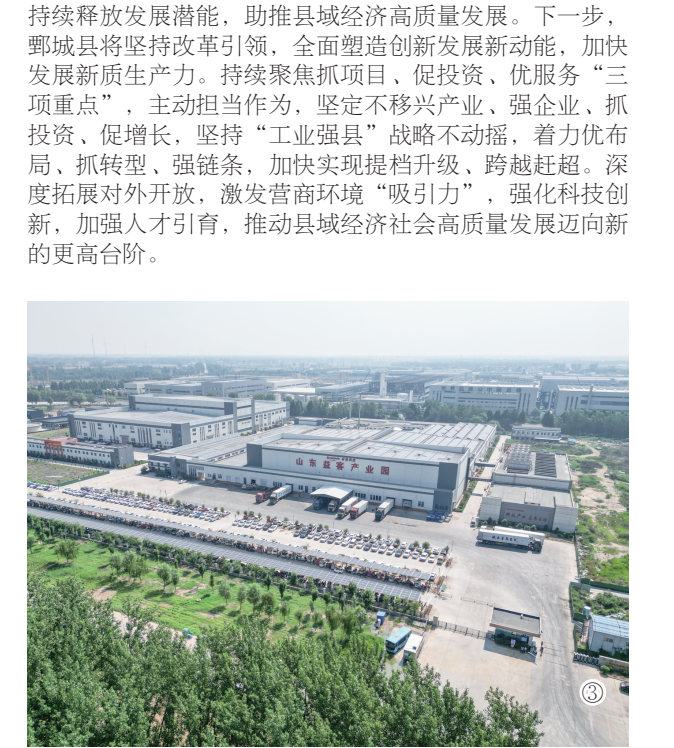 持续释放发展潜能，助推县域经济高质量发展。下一步，
鄄城县将坚持改革引领，全面塑造创新发展新动能，加快
发展新质生产力。持续聚焦抓项目、促投资、优服务“三
项重点”，主动担当作为，坚定不移兴产业、强企业、抓
投资、促增长，坚持“工业强县”战略不动摇，着力优布
局、抓转型、强链条，加快实现提档升级、跨越赶超。深
度拓展对外开放，激发营商环境“吸引力”，强化科技创
新，加强人才引育，推动县域经济社会高质量发展迈向新
的更高台阶。
山东益客产业园
③